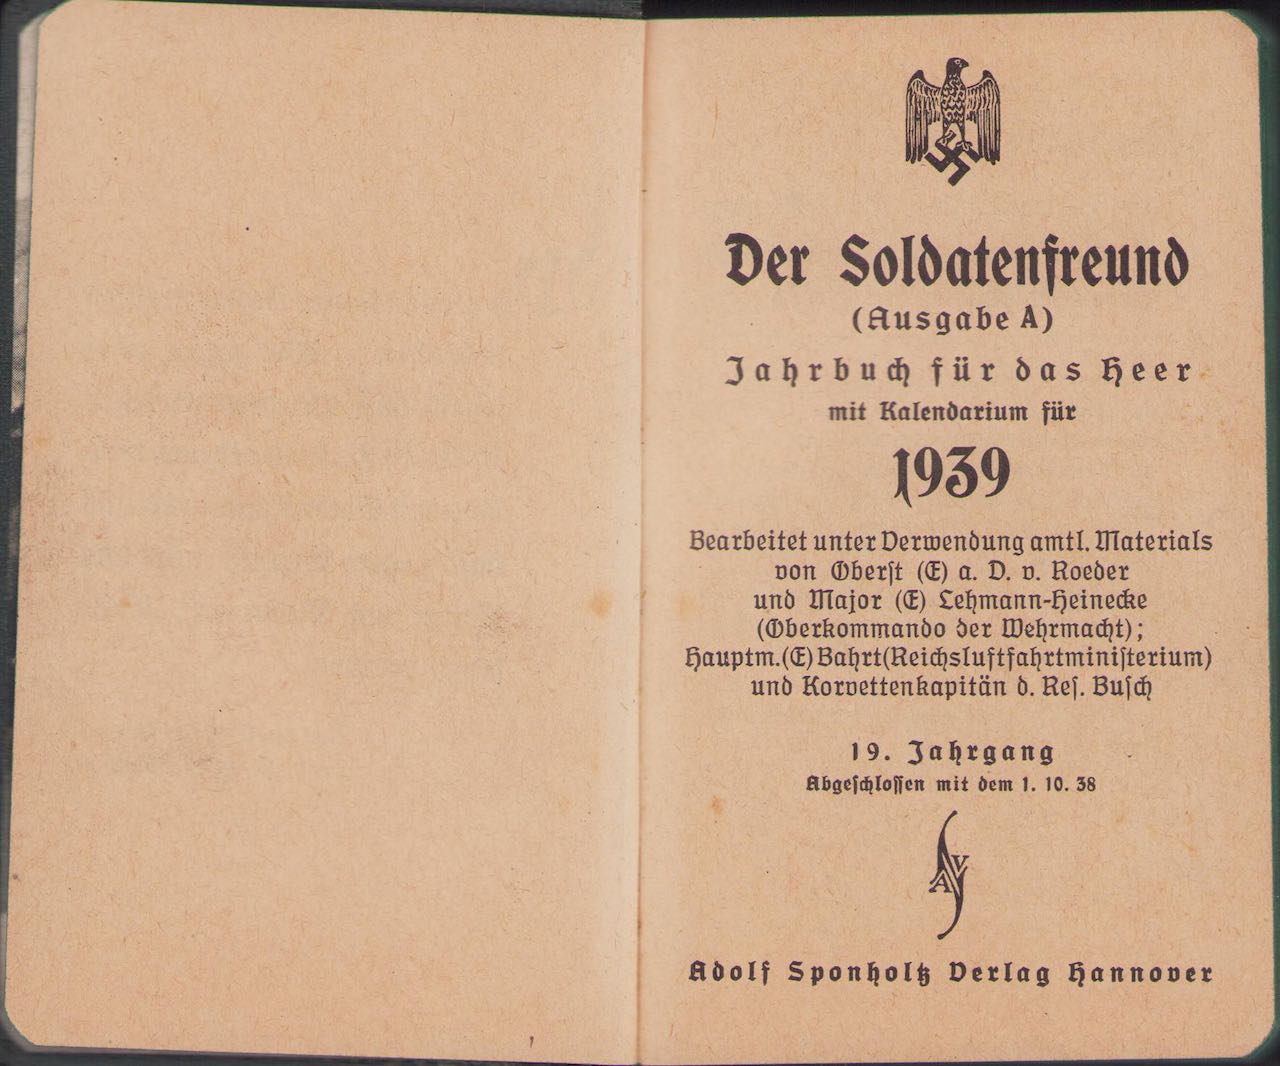 Der Soldatenfreund
(Ausgabe A)
Jahrbuch für das Heer
mit Kalendarium für
1939
Bearbeitet unter Verwendung amtl. Materials
von Oberſt (E) a. D. v. Roeder
und Major (E) Lehmann-Heinecke
(Oberkommando der Wehrmacht);
Hauptm.(E) Bahrt(Reichsluftfahrtminiſterium)
und Korvettenkapitän d. Reſ. Buſch
19. Jahrgang
Abgeſchloſſen mit dem 1. 10. 38
ASV
Adolf Sponholtz Verlag Hannover